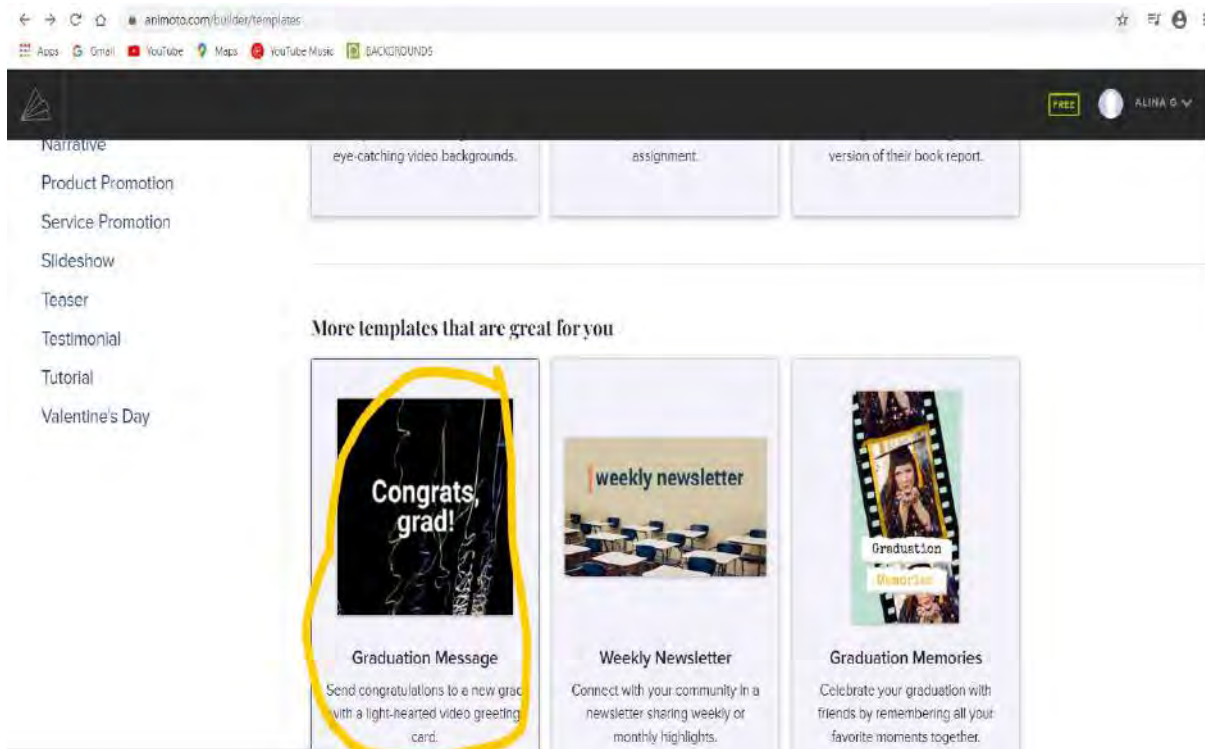 animoto.com/builder/templates
Apps Gmail YouTube Maps YouTube Music BACKGROUNDS
FREE ALINA G
Narrative
Product Promotion
Service Promotion
Slideshow
Teaser
Testimonial
Tutorial
Valentine's Day
eye-catching video backgrounds.
assignment.
version of their book report.
More templates that are great for you
Congrats,
grad!
Graduation Message
Send congratulations to a new grad
with a light-hearted video greeting
card.
weekly newsletter
Weekly Newsletter
Connect with your community in a
newsletter sharing weekly or
monthly highlights.
Graduation
Memories
Graduation Memories
Celebrate your graduation with
friends by remembering all your
favorite moments together.